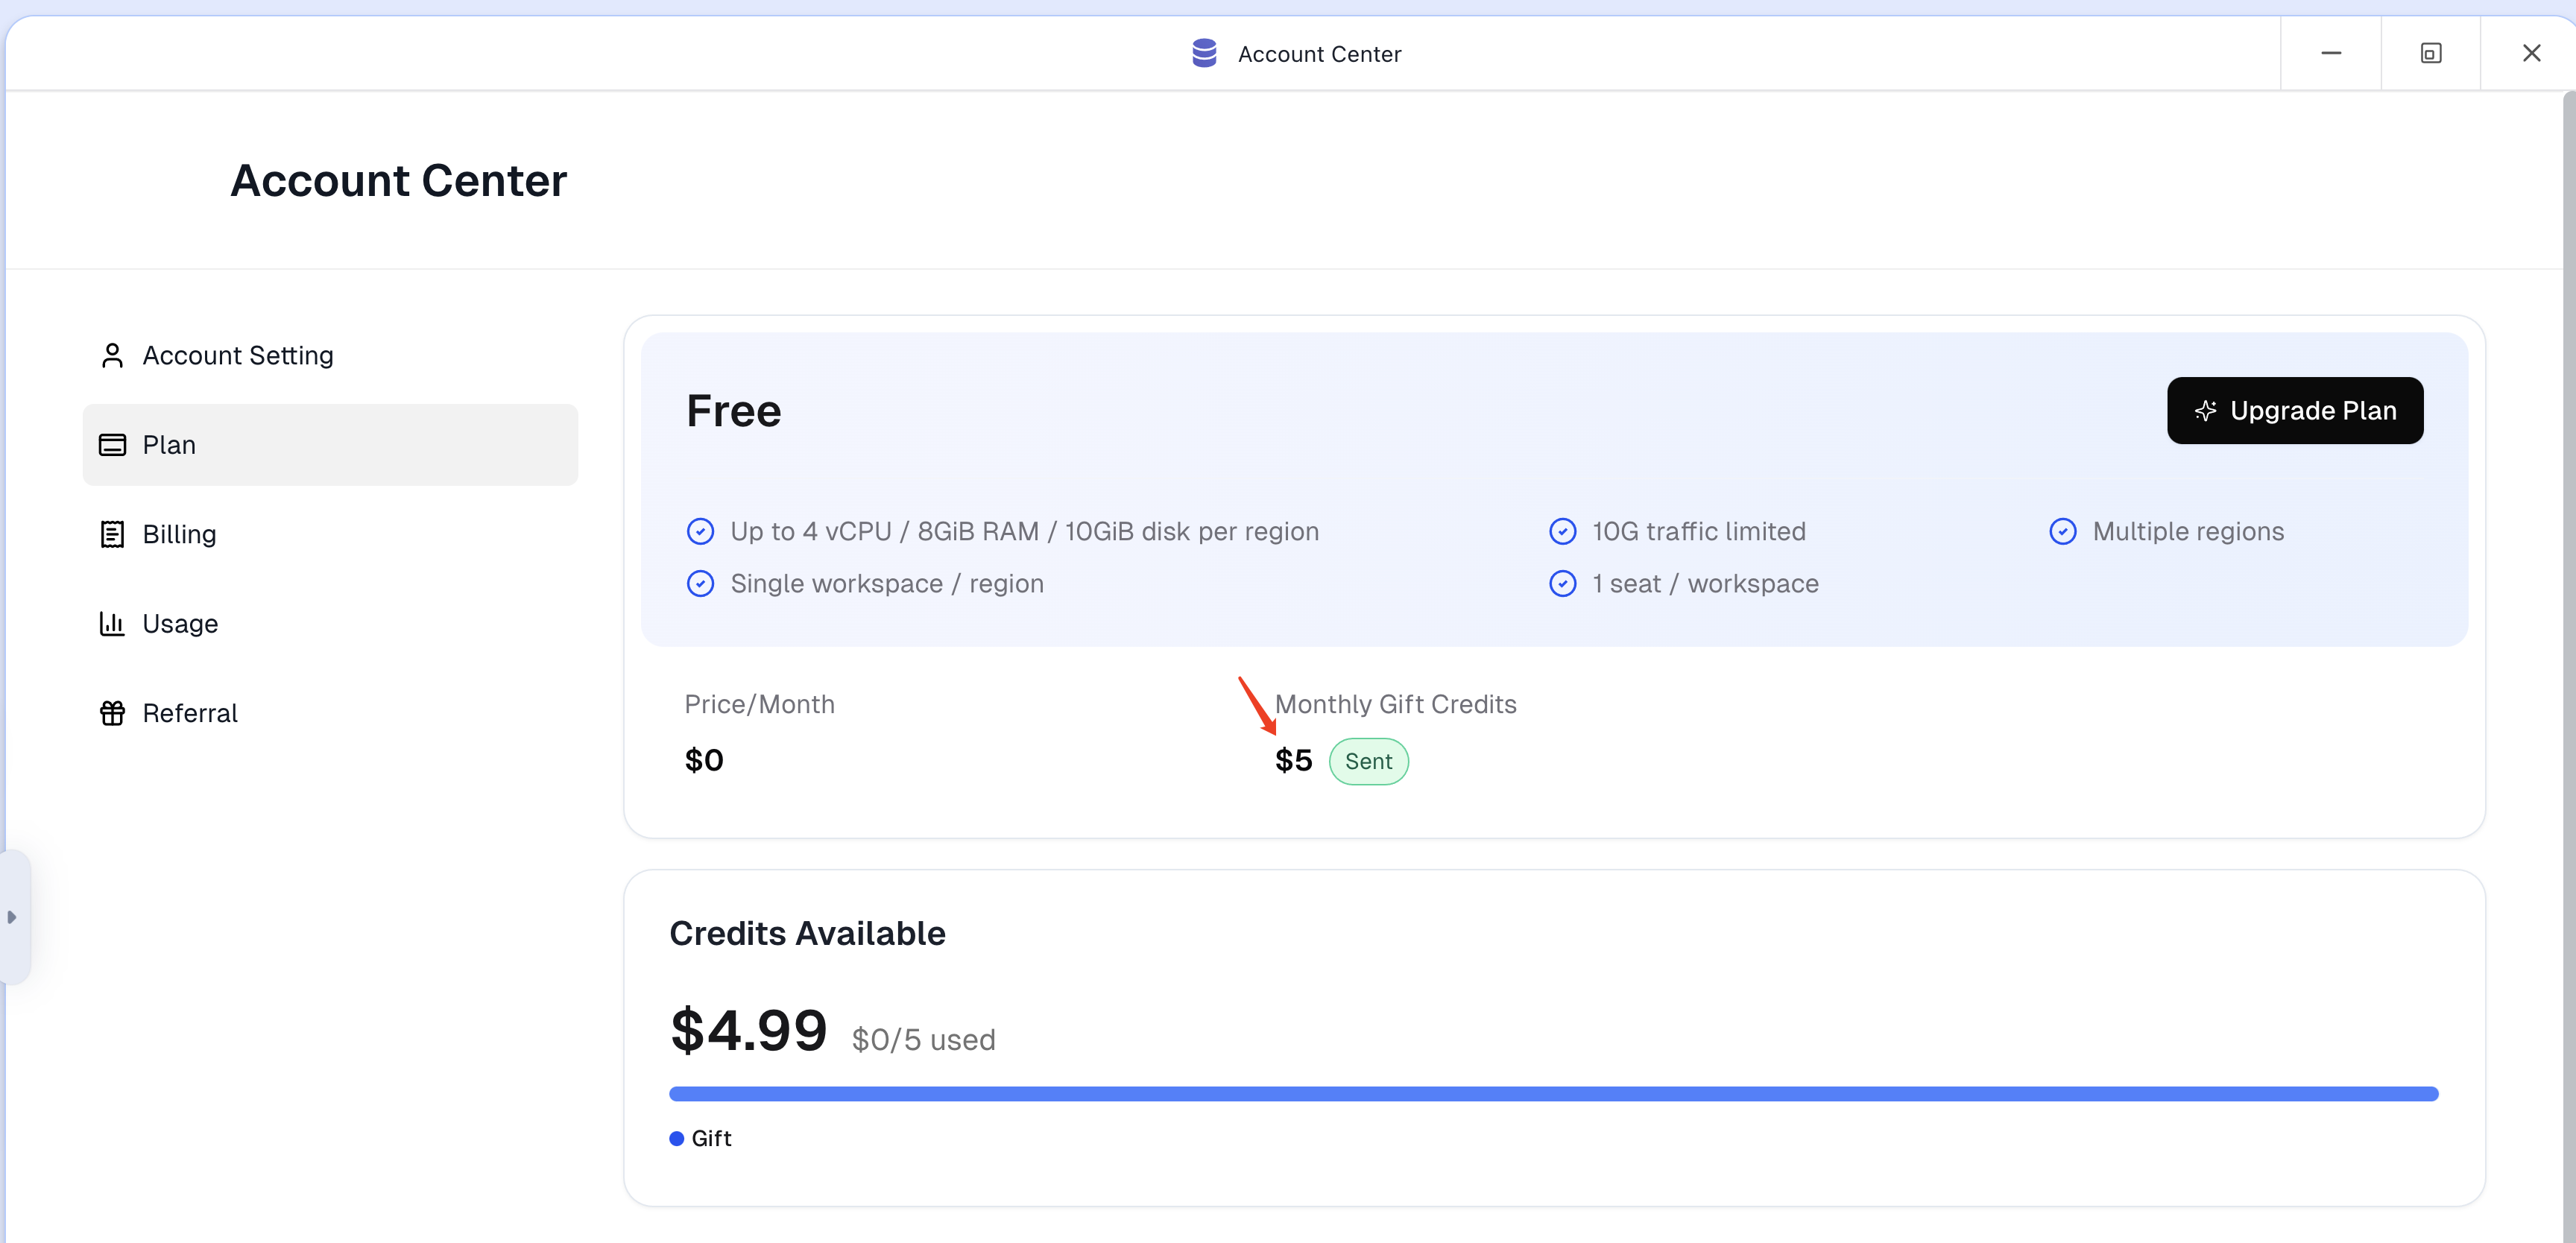 Account Center
Account Center
Account Setting
Plan
Billing
Usage
Referral
Free
Upgrade Plan
Up to 4 vCPU / 8GiB RAM / 10GiB disk per region
10G traffic limited
Multiple regions
Single workspace / region
1 seat / workspace
Price/Month
Monthly Gift Credits
$0
$5 Sent
Credits Available
$4.99 $0/5 used
Gift